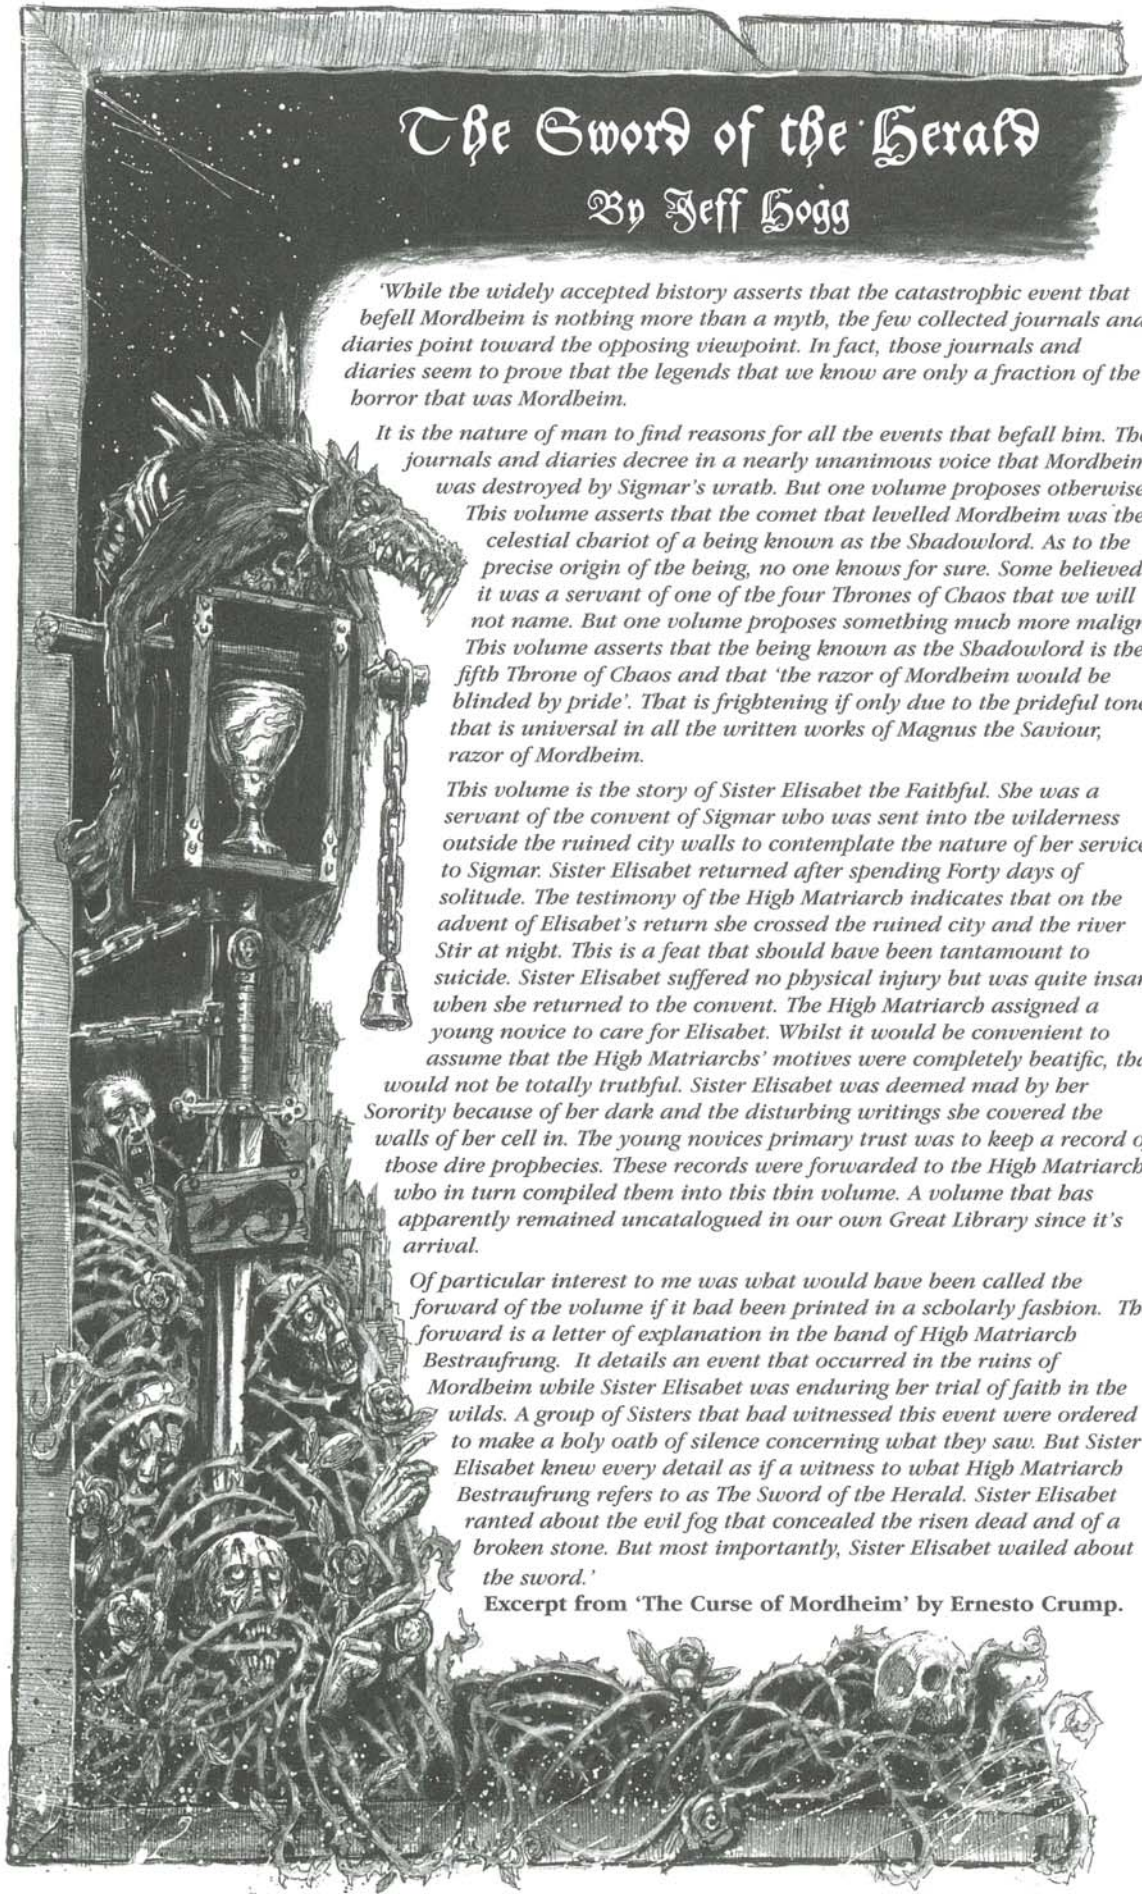 The Sword of the Herald
By Jeff Hogg
'While the widely accepted history asserts that the catastrophic event that
befell Mordheim is nothing more than a myth, the few collected journals and
diaries point toward the opposing viewpoint. In fact, those journals and
diaries seem to prove that the legends that we know are only a fraction of the
horror that was Mordheim.
It is the nature of man to find reasons for all the events that befall him. The
journals and diaries decree in a nearly unanimous voice that Mordheim
was destroyed by Sigmar's wrath. But one volume proposes otherwise
This volume asserts that the comet that levelled Mordheim was the
celestial chariot of a being known as the Shadowlord. As to the
precise origin of the being, no one knows for sure. Some believed
it was a servant of one of the four Thrones of Chaos that we will
not name. But one volume proposes something much more malign
This volume asserts that the being known as the Shadowlord is the
fifth Throne of Chaos and that 'the razor of Mordheim would be
blinded by pride'. That is frightening if only due to the prideful tone
that is universal in all the written works of Magnus the Saviour,
razor of Mordheim.
This volume is the story of Sister Elisabet the Faithful. She was a
servant of the convent of Sigmar who was sent into the wilderness
outside the ruined city walls to contemplate the nature of her service
to Sigmar. Sister Elisabet returned after spending Forty days of
solitude. The testimony of the High Matriarch indicates that on the
advent of Elisabet's return she crossed the ruined city and the river
Stir at night. This is a feat that should have been tantamount to
suicide. Sister Elisabet suffered no physical injury but was quite insan
when she returned to the convent. The High Matriarch assigned a
young novice to care for Elisabet. Whilst it would be convenient to
assume that the High Matriarchs' motives were completely beatific, tha
would not be totally truthful. Sister Elisabet was deemed mad by her
Sorority because of her dark and the disturbing writings she covered the
walls of her cell in. The young novices primary trust was to keep a record o
those dire prophecies. These records were forwarded to the High Matriarch
who in turn compiled them into this thin volume. A volume that has
apparently remained uncatalogued in our own Great Library since it's
arrival.
Of particular interest to me was what would have been called the
forward of the volume if it had been printed in a scholarly fashion. Th
forward is a letter of explanation in the hand of High Matriarch
Bestraufrung. It details an event that occurred in the ruins of
Mordheim while Sister Elisabet was enduring her trial of faith in the
wilds. A group of Sisters that had witnessed this event were ordered
to make a holy oath of silence concerning what they saw. But Sister
Elisabet knew every detail as if a witness to what High Matriarch
Bestraufrung refers to as The Sword of the Herald. Sister Elisabet
ranted about the evil fog that concealed the risen dead and of a
broken stone. But most importantly, Sister Elisabet wailed about
the sword.'
Excerpt from 'The Curse of Mordheim' by Ernesto Crump.